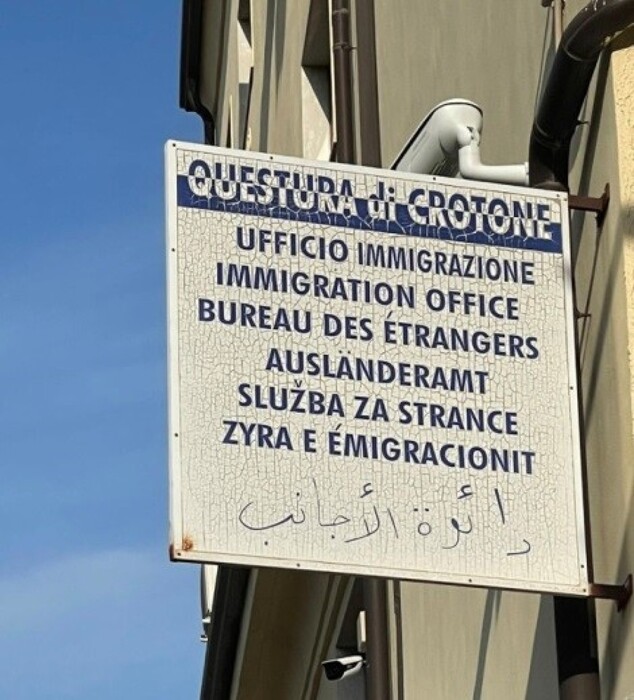 QUESTURA di CROTONE
UFFICIO IMMIGRAZIONE
IMMIGRATION OFFICE
BUREAU DES ÉTRANGERS
AUSLÄNDERAMT
SLUŽBA ZA STRANCE
ZYRA E ÉMIGRACIONIT
دائرة الأجانب